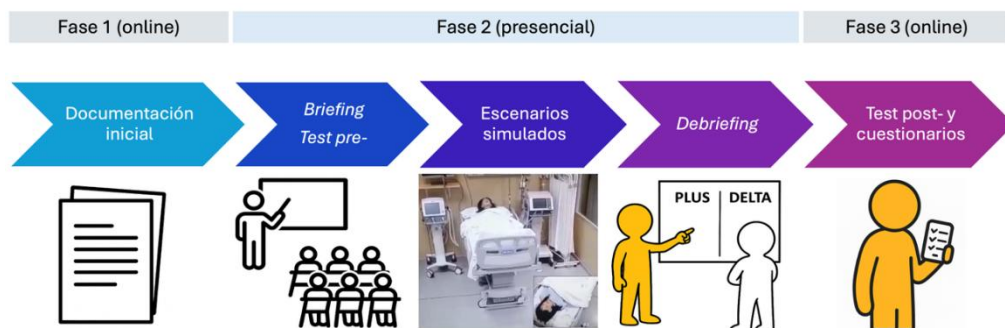 Fase 1 (online)
Fase 2 (presencial)
Fase 3 (online)
Documentación
inicial
Briefing
Test pre-
Escenarios
simulados
Debriefing
Test post- y
cuestionarios
PLUS
DELTA